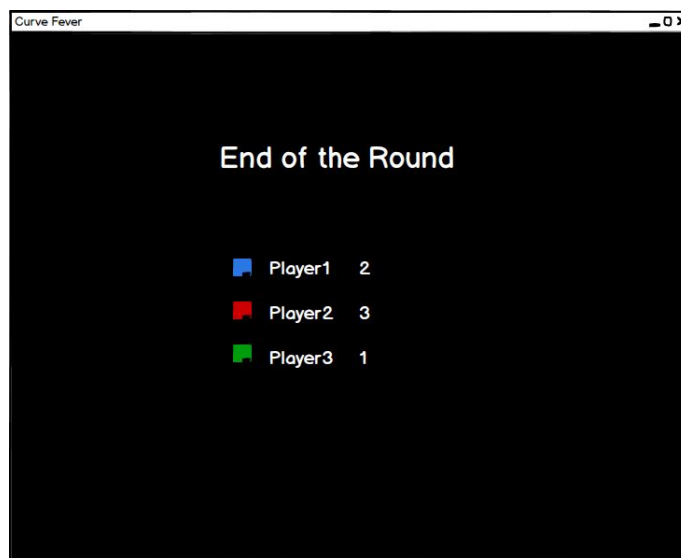 Curve Fever
End of the Round
Player1 2
Player2 3
Player3 1